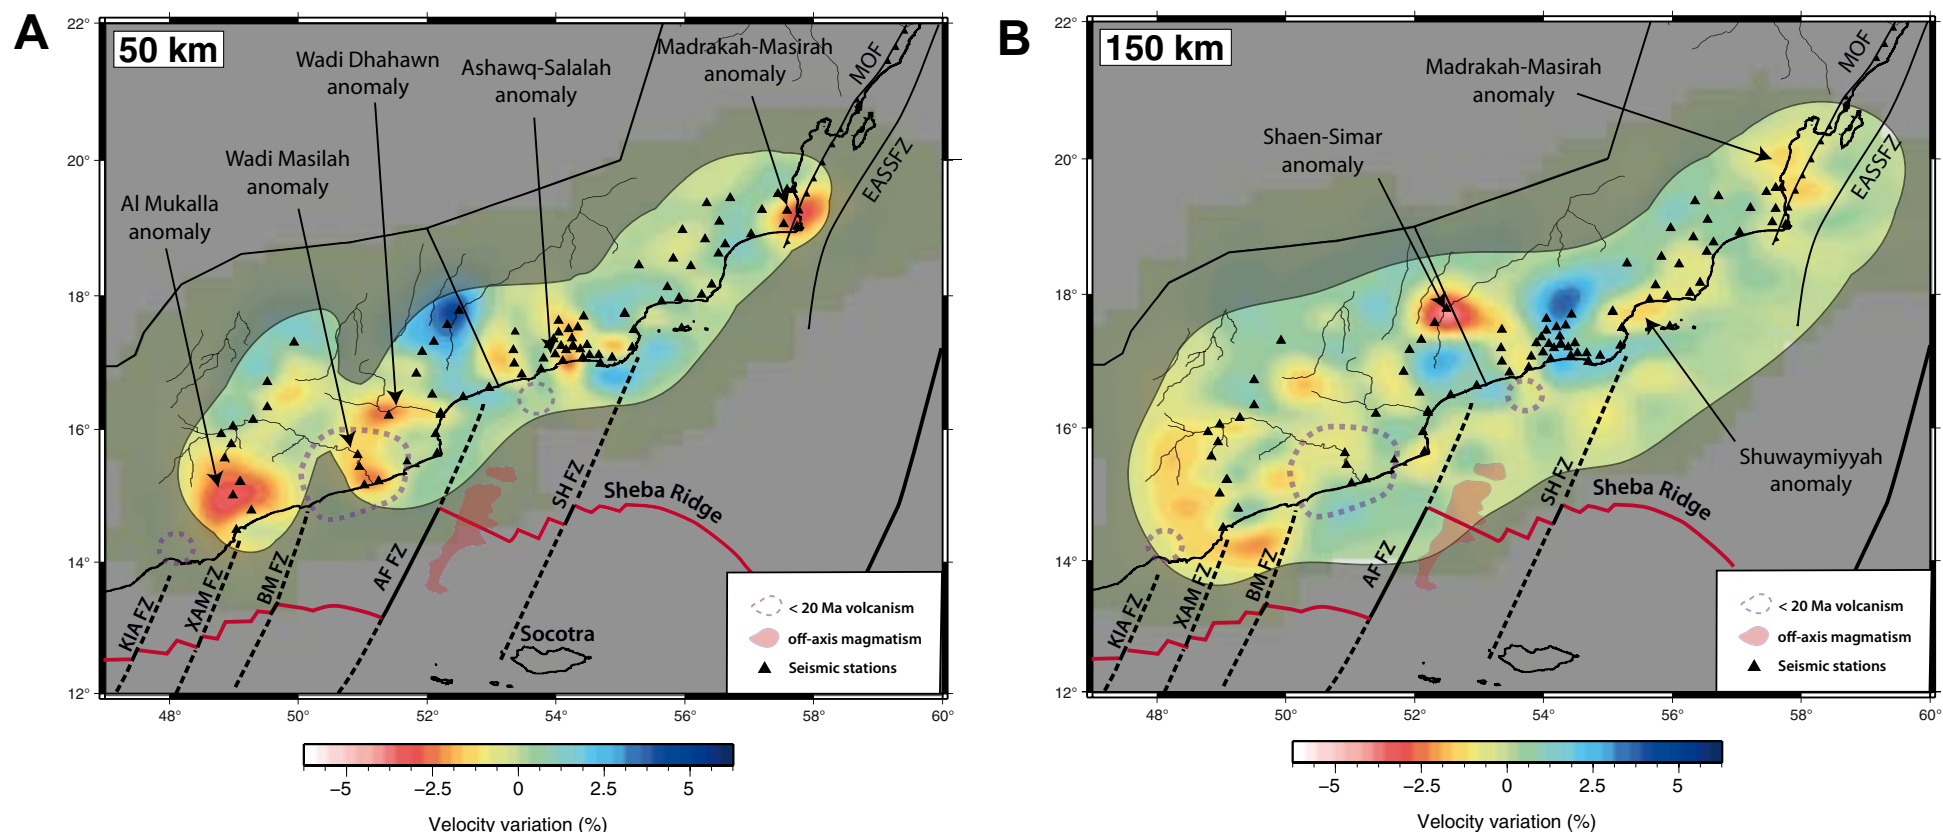 A
50 km
Wadi Dhahawn
anomaly
Ashawq-Salalah
anomaly
Madrakah-Masirah
anomaly
MOF
Wadi Masilah
anomaly
Al Mukalla
anomaly
EASSFZ
KIA FZ
XAM FZ
BM FZ
AF FZ
SH FZ
Sheba Ridge
Socotra
< 20 Ma volcanism
off-axis magmatism
Seismic stations
22°
20°
18°
16°
14°
12°
48°
50°
52°
54°
56°
58°
60°
−5
−2.5
0
2.5
5
Velocity variation (%)
B
150 km
Madrakah-Masirah
anomaly
MOF
Shaen-Simar
anomaly
EASSFZ
Shuwaymiyyah
anomaly
KIA FZ
XAM FZ
BM FZ
AF FZ
SH FZ
Sheba Ridge
< 20 Ma volcanism
off-axis magmatism
Seismic stations
22°
20°
18°
16°
14°
12°
48°
50°
52°
54°
56°
58°
60°
−5
−2.5
0
2.5
5
Velocity variation (%)